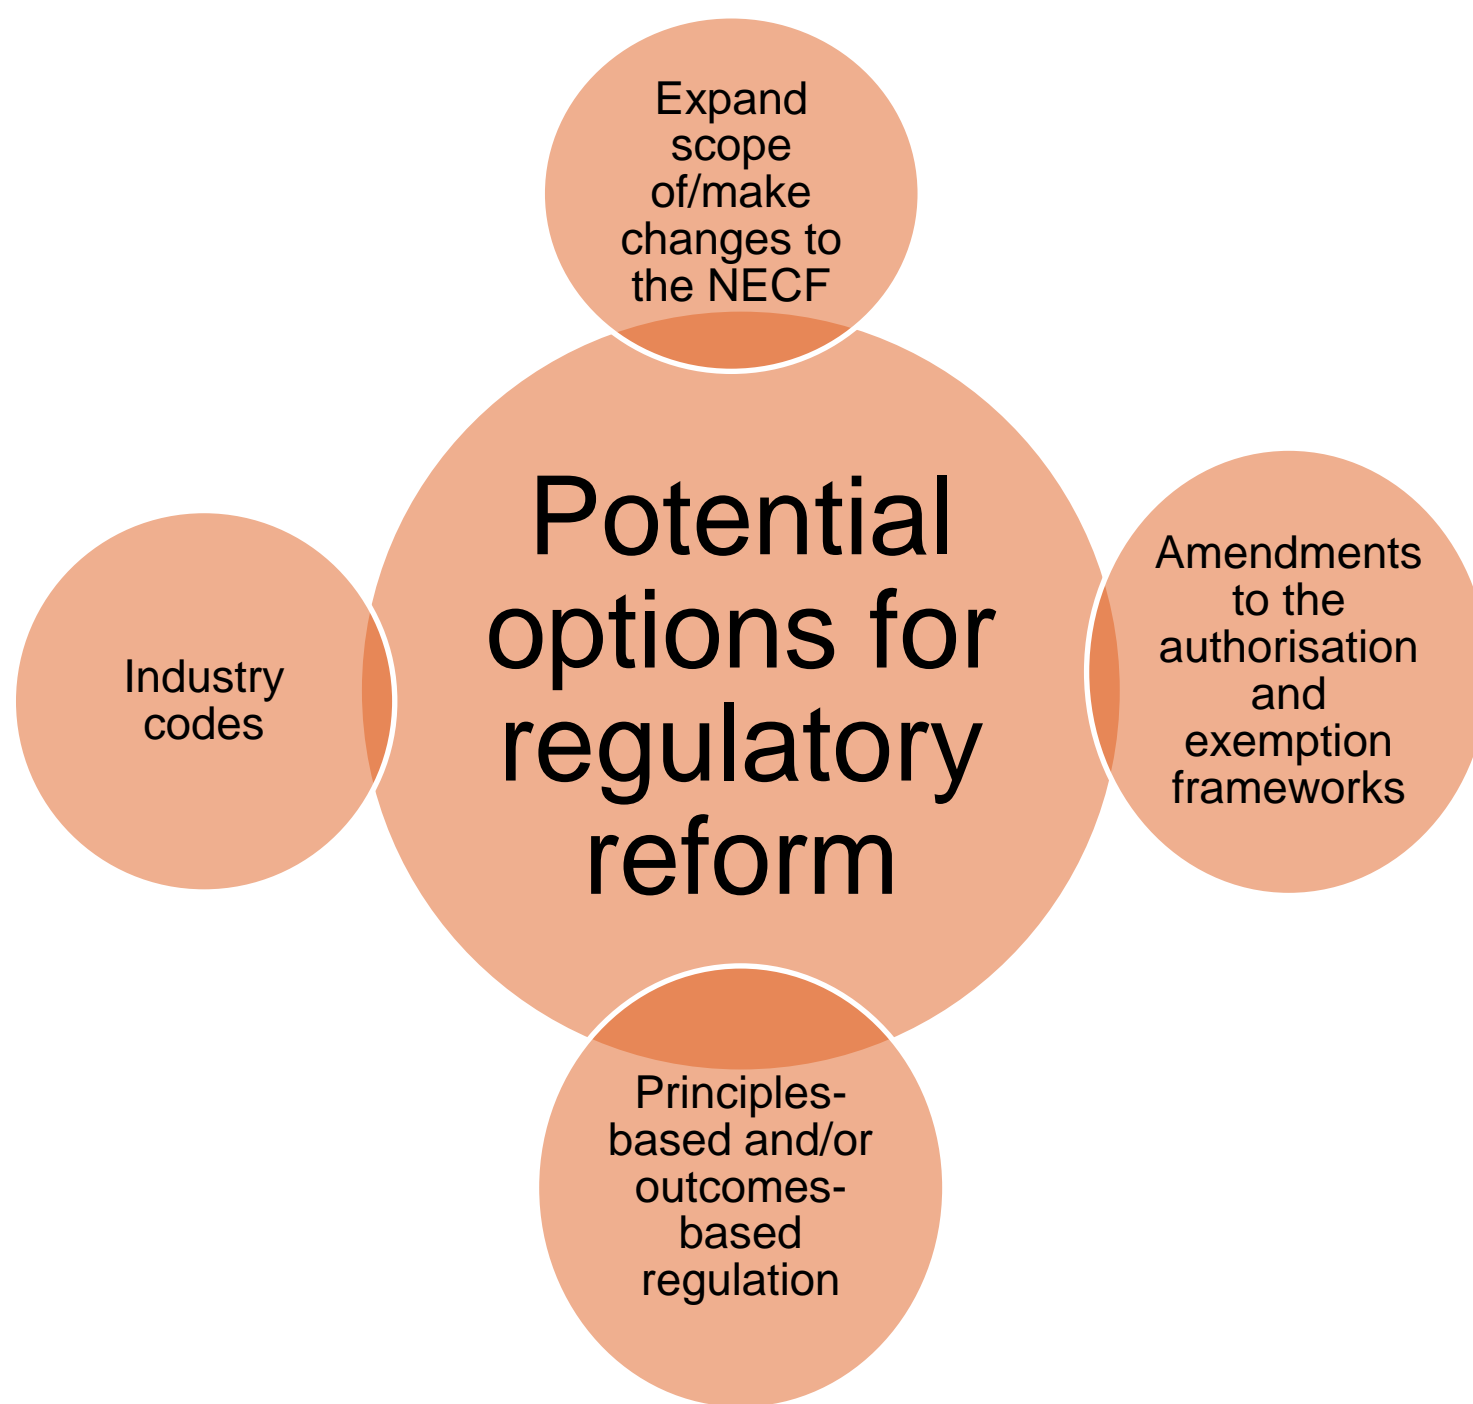 Expand
scope
of/make
changes to
the NECF
Potential
options for
regulatory
reform
Amendments
to the
authorisation
and
exemption
frameworks
Industry
codes
Principles-
based and/or
outcomes-
based
regulation